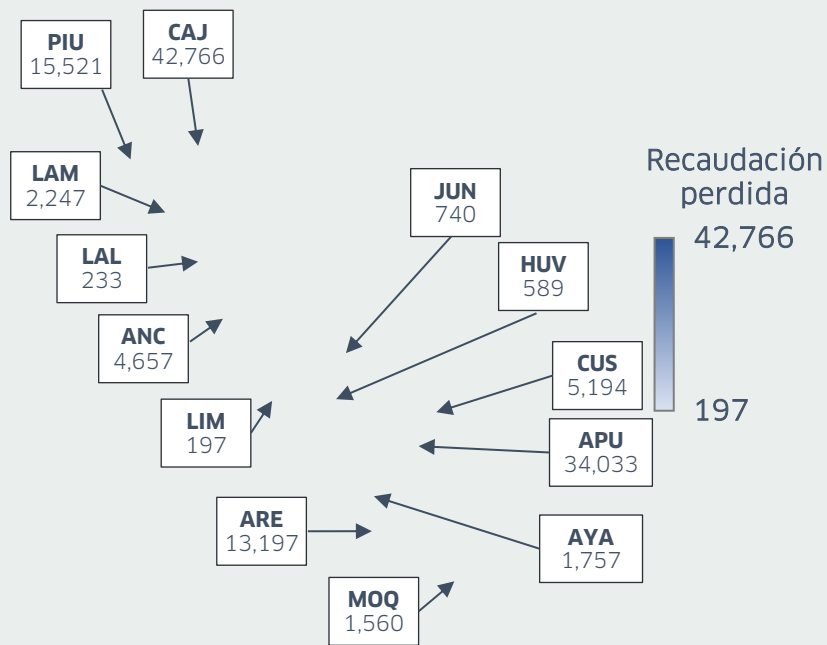 PIU
15,521
CAJ
42,766
LAM
2,247
LAL
233
ANC
4,657
LIM
197
ARE
13,197
MOQ
1,560
JUN
740
HUV
589
CUS
5,194
APU
34,033
AYA
1,757
Recaudación
perdida
42,766
197